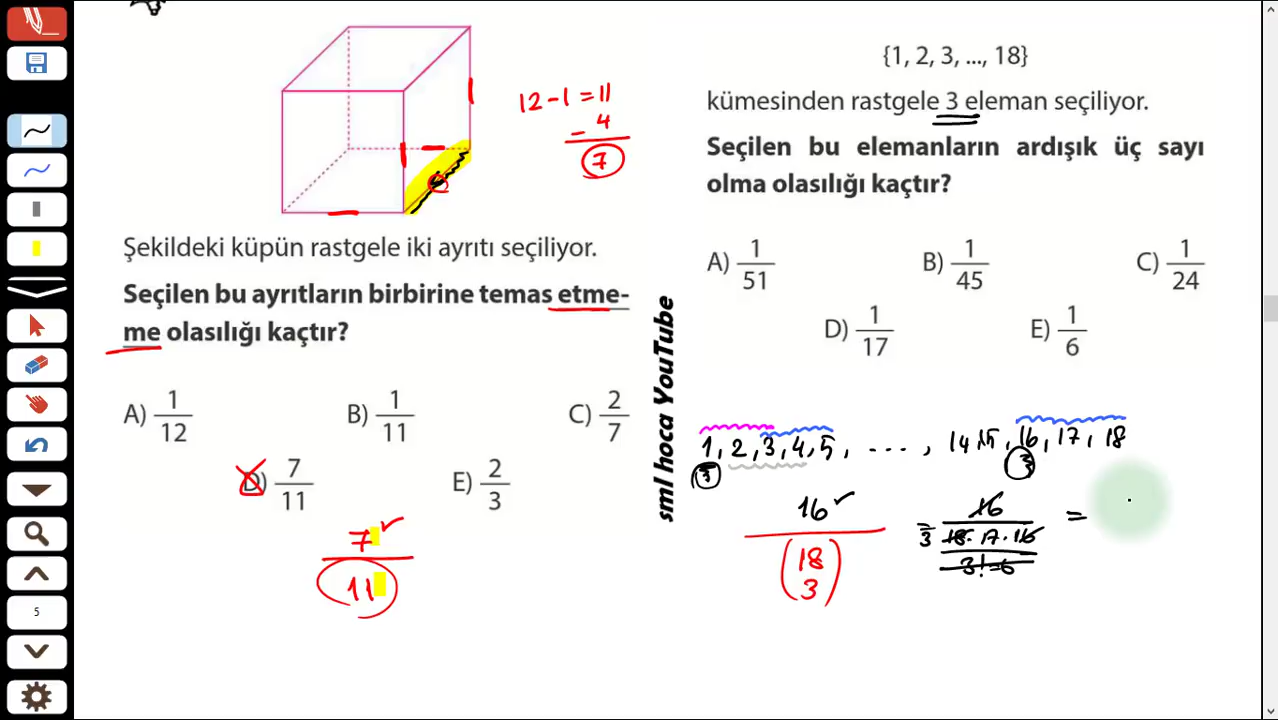 12 - 1 = 11
- 4
7
Şekildeki küpün rastgele iki ayrıtı seçiliyor.
Seçilen bu ayrıtların birbirine temas etme-
me olasılığı kaçtır?
A) 1/12
B) 1/11
C) 2/7
D) 7/11
E) 2/3
7
11
sml hoca YouTube
{1, 2, 3, ..., 18}
kümesinden rastgele 3 eleman seçiliyor.
Seçilen bu elemanların ardışık üç sayı
olma olasılığı kaçtır?
A) 1/51
B) 1/45
C) 1/24
D) 1/17
E) 1/6
1, 2, 3, 4, 5, ...., 14 15, 16, 17, 18
16
(18
3)
16 =
3 18. 17 . 16
3! = 6
5